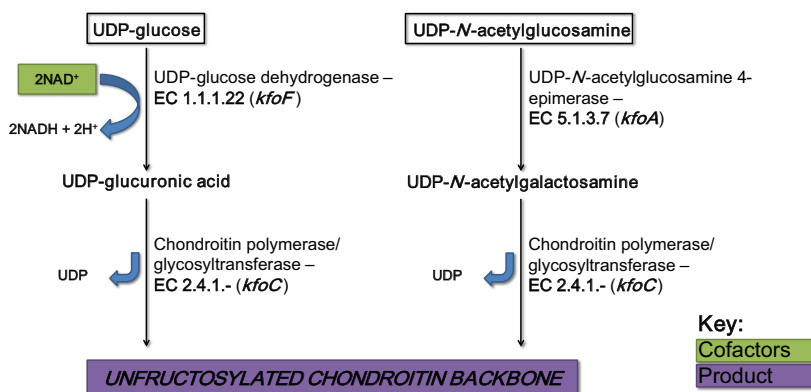 UDP-glucose
2NAD⁺
2NADH + 2H⁺
UDP-glucose dehydrogenase –
EC 1.1.1.22 (kfoF)
UDP-glucuronic acid
UDP
Chondroitin polymerase/
glycosyltransferase –
EC 2.4.1.- (kfoC)
UDP-N-acetylglucosamine
UDP-N-acetylglucosamine 4-
epimerase –
EC 5.1.3.7 (kfoA)
UDP-N-acetylgalactosamine
UDP
Chondroitin polymerase/
glycosyltransferase –
EC 2.4.1.- (kfoC)
UNFRUCTOSYLATED CHONDROITIN BACKBONE
Key:
Cofactors
Product